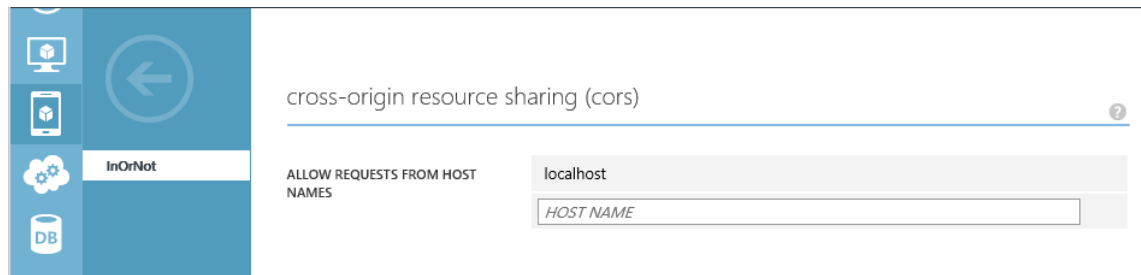 cross-origin resource sharing (cors)
?
InOrNot
ALLOW REQUESTS FROM HOST
NAMES
localhost
HOST NAME
DB